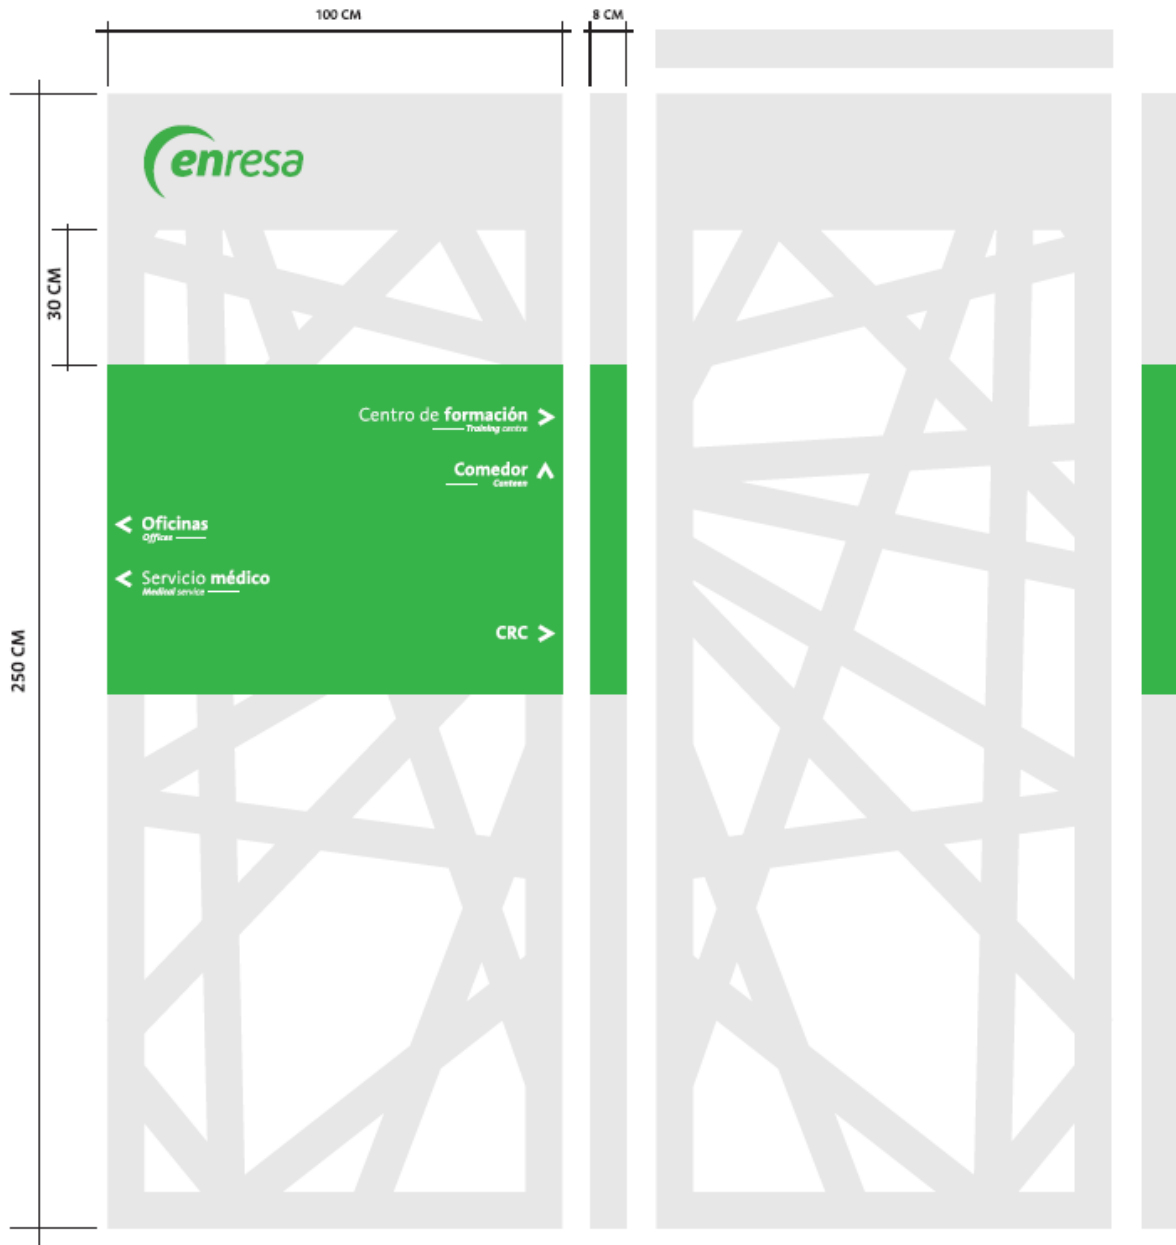 100 CM
8 CM
enresa
30 CM
Centro de formación
Training centre
Comedor
Canteen
Oficinas
Offices
Servicio médico
Medical service
CRC
250 CM